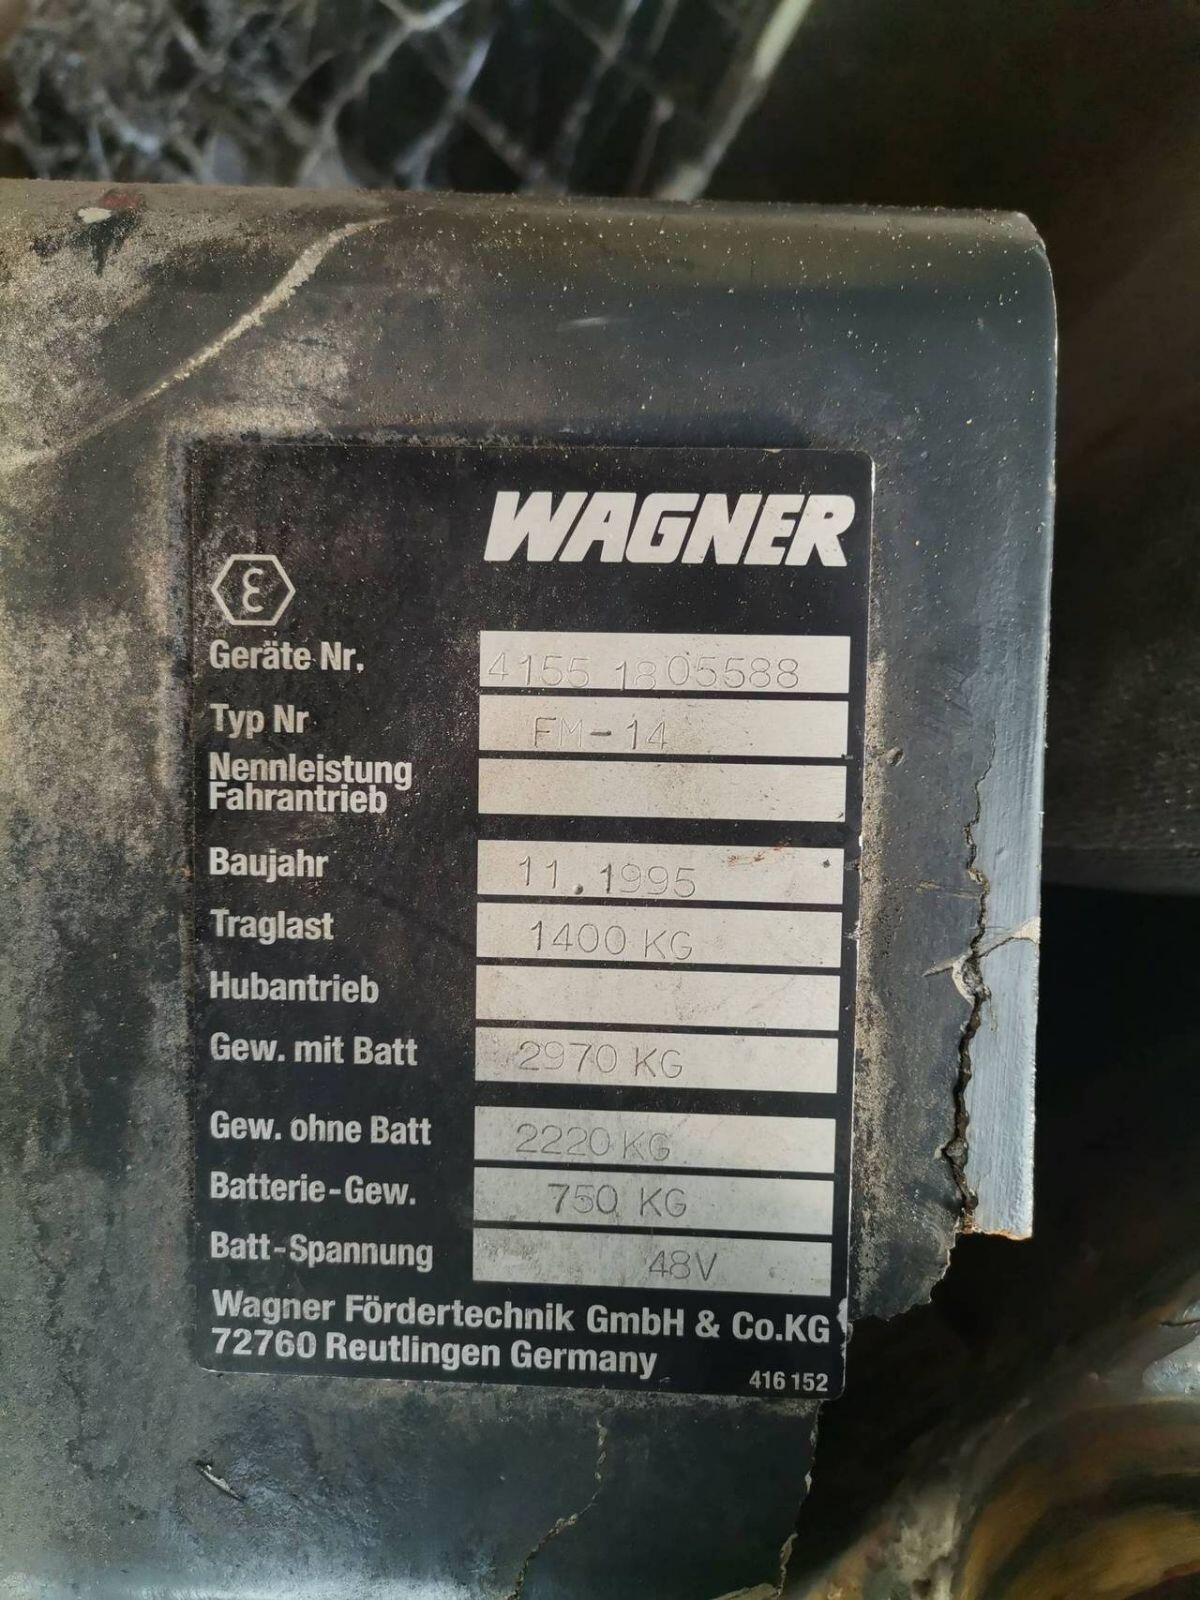 WAGNER
Geräte Nr. 4155 1805588
Typ Nr FM-14
Nennleistung
Fahrantrieb
Baujahr 11.1995
Traglast 1400 KG
Hubantrieb
Gew. mit Batt 2970 KG
Gew. ohne Batt 2220 KG
Batterie-Gew. 750 KG
Batt-Spannung 48V
Wagner Fördertechnik GmbH & Co.KG
72760 Reutlingen Germany
416 152